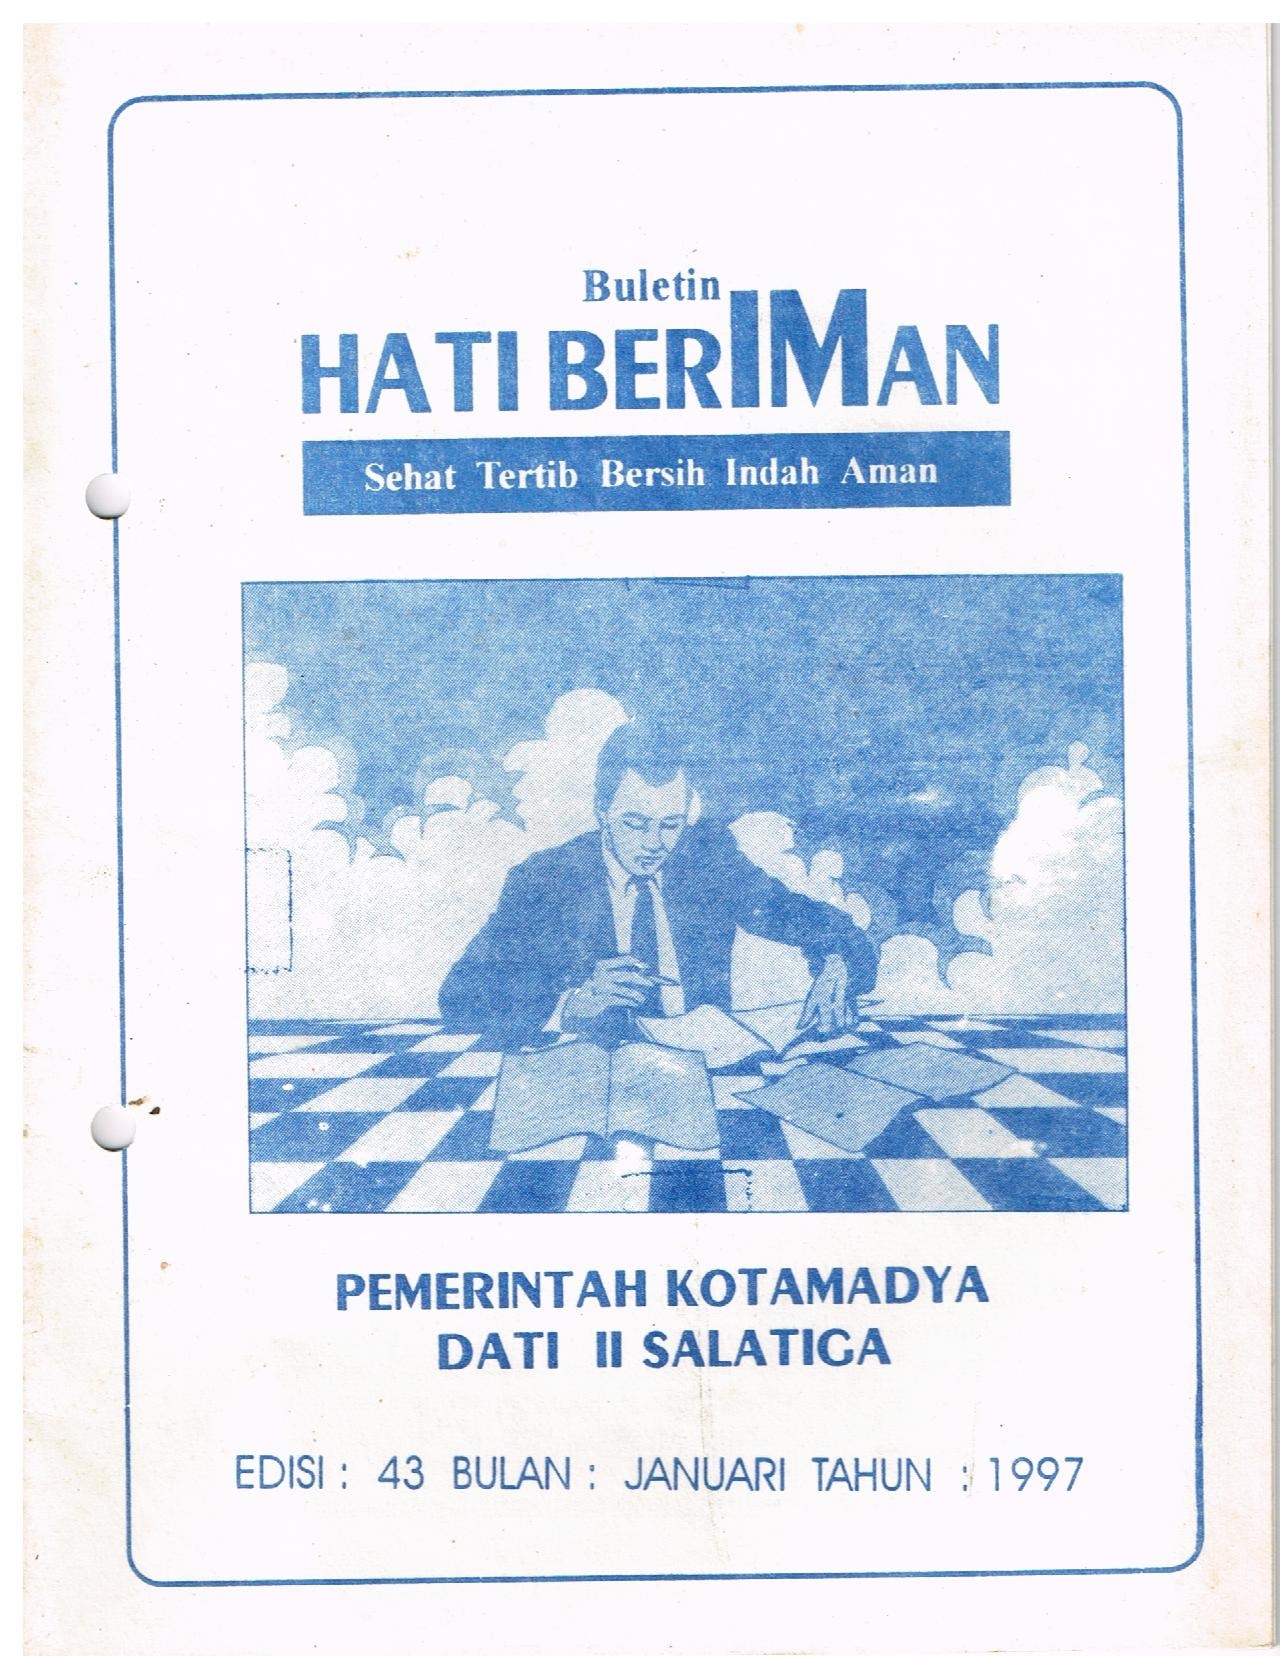 Buletin
HATI BERIMAN
Sehat Tertib Bersih Indah Aman
PEMERINTAH KOTAMADYA
DATI II SALATIGA
EDISI : 43 BULAN : JANUARI TAHUN : 1997